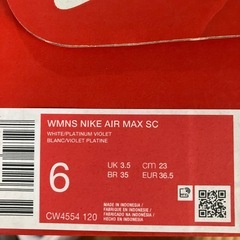 WMNS NIKE AIR MAX SC
WHITE/PLATINUM VIOLET
BLANC/VIOLET PLATINE
6
UK 3.5 CM 23
BR 35 EUR 36.5
CW4554 120
MADE IN INDONESIA /
FABRIQUÉ EN INDONÉSIE /
FABRICADO NA INDONÉSIA /
HECHO EN INDONESIA